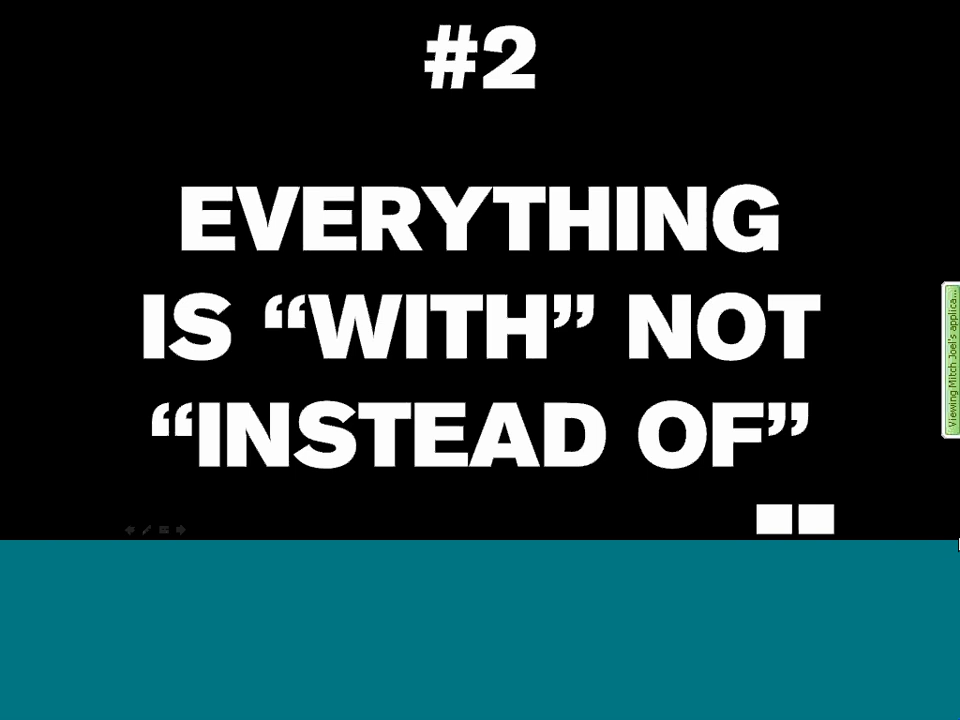 #2
EVERYTHING
IS “WITH” NOT
“INSTEAD OF”
Viewing Mitch Joel's applica...